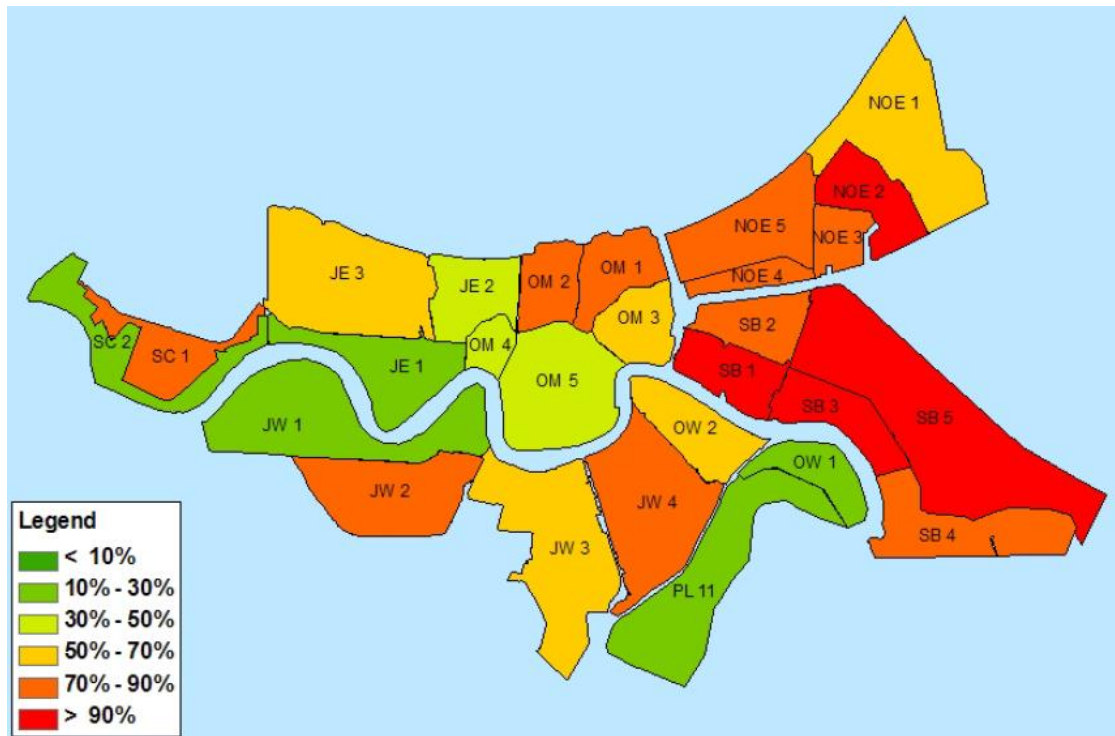 NOE 1
NOE 2
NOE 5
NOE 3
NOE 4
JE 3
JE 2
OM 2
OM 1
OM 3
SB 2
SC 2
SC 1
JE 1
OM 4
OM 5
SB 1
SB 3
SB 5
JW 1
OW 2
OW 1
JW 2
JW 4
SB 4
JW 3
PL 11
Legend
< 10%
10% - 30%
30% - 50%
50% - 70%
70% - 90%
> 90%